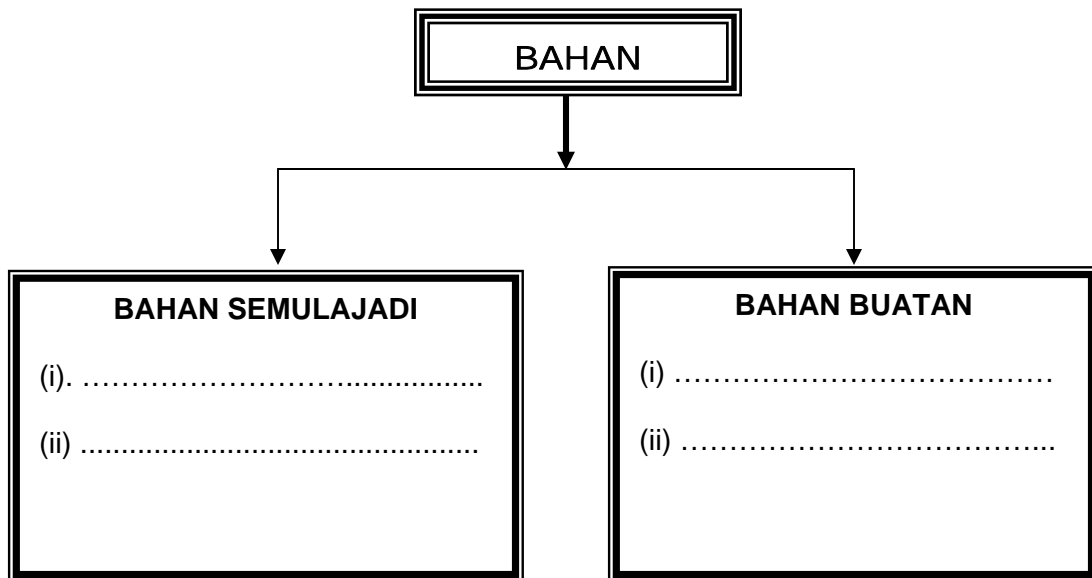 BAHAN
BAHAN SEMULAJADI
(i). ………………………….................
(ii) ................................................
BAHAN BUATAN
(i) …………………………………
(ii) ………………………………...